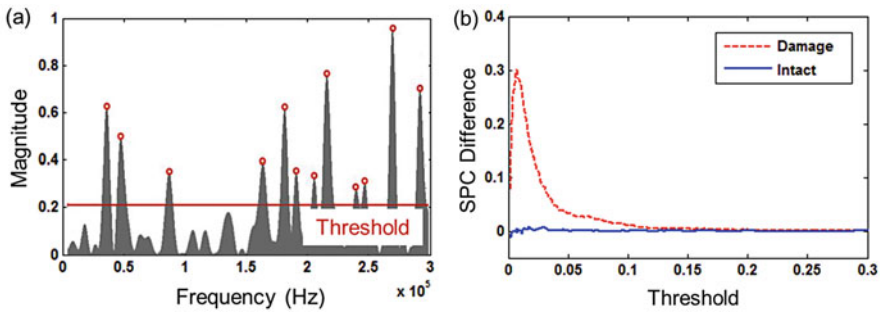 (a)
1
0.8
0.6
0.4
0.2
0
Magnitude
Threshold
0 0.5 1 1.5 2 2.5 3
x 10^5
Frequency (Hz)
(b)
0.4
0.3
0.2
0.1
0
SPC Difference
Damage
Intact
0 0.05 0.1 0.15 0.2 0.25 0.3
Threshold